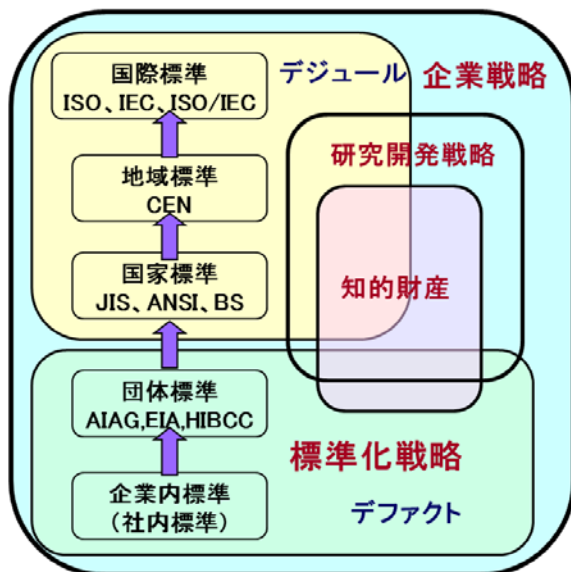 国際標準
ISO、IEC、ISO/IEC
デジュール
企業戦略
研究開発戦略
地域標準
CEN
国家標準
JIS、ANSI、BS
知的財産
団体標準
AIAG,EIA,HIBCC
標準化戦略
企業内標準
（社内標準）
デファクト